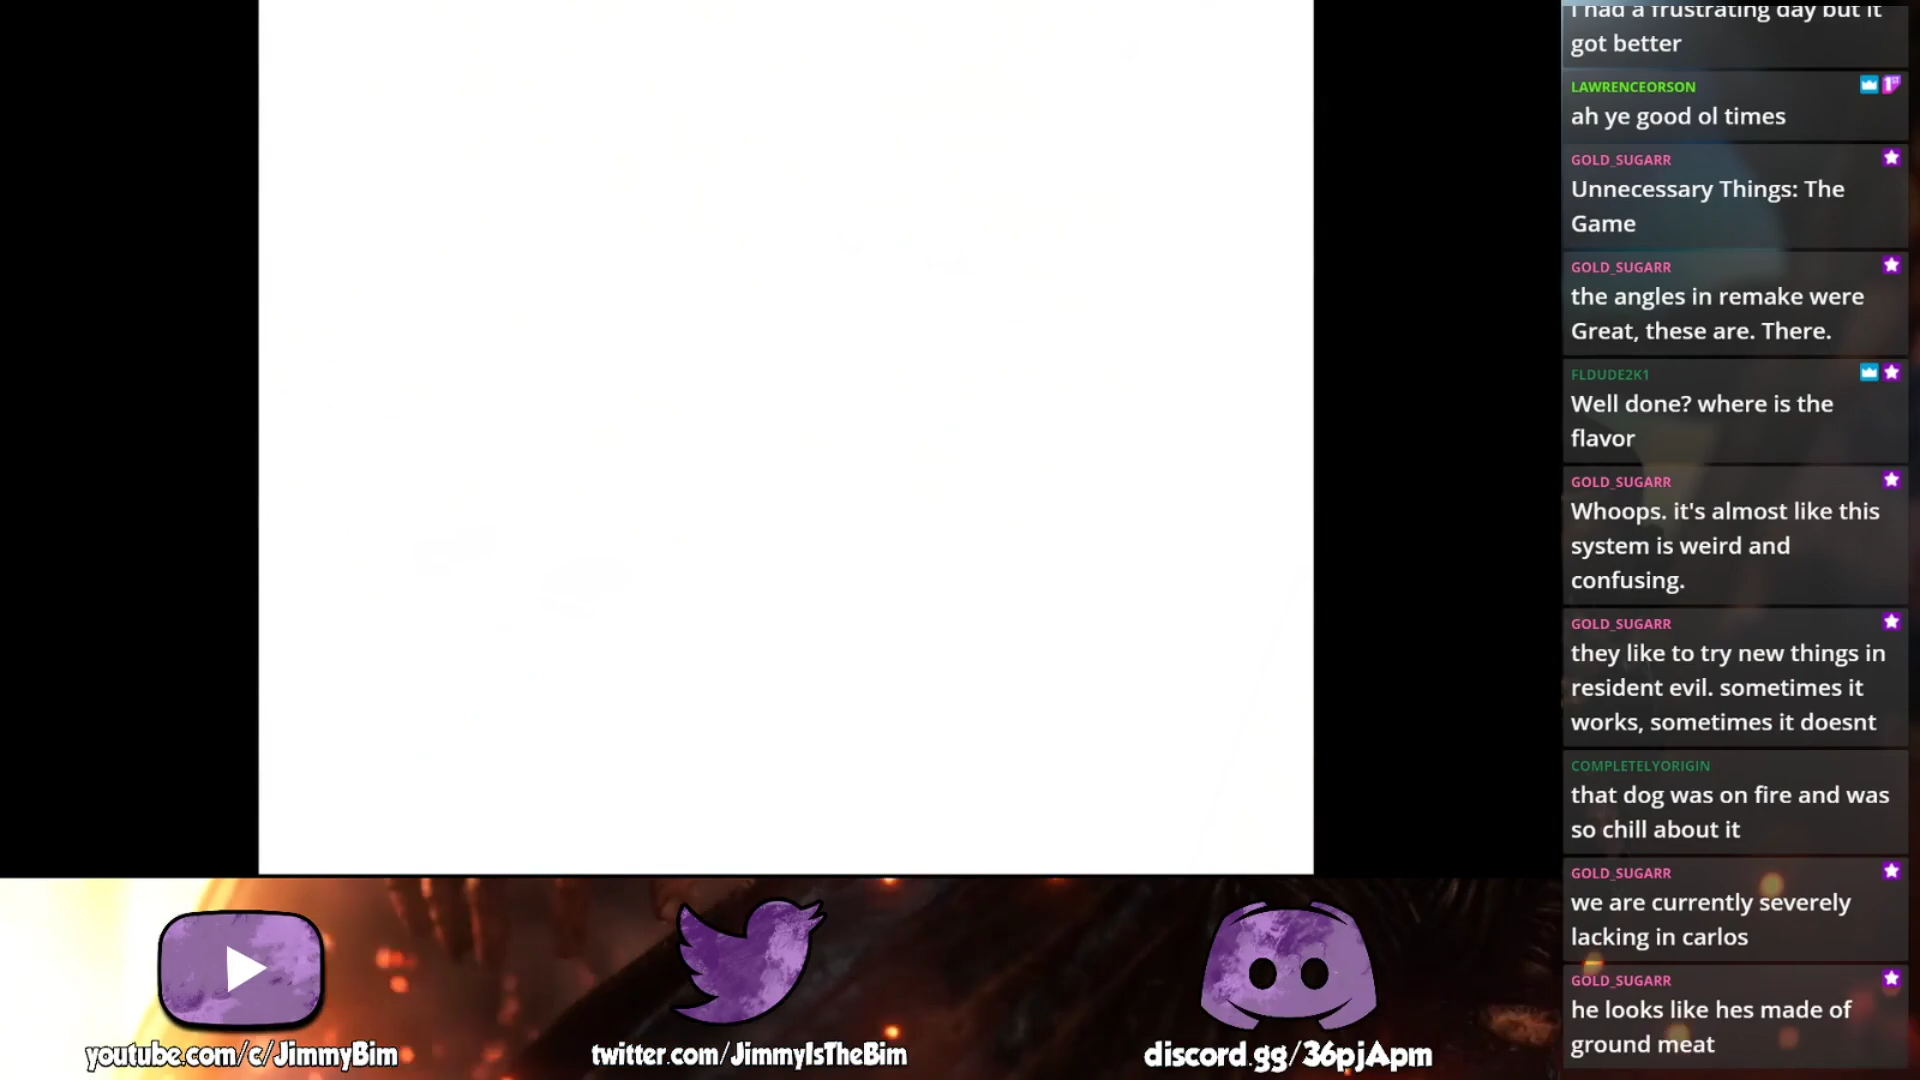 I had a frustrating day but it
got better
LAWRENCEORSON
ah ye good ol times
GOLD_SUGARR
Unnecessary Things: The
Game
GOLD_SUGARR
the angles in remake were
Great, these are. There.
FLDUDE2K1
Well done? where is the
flavor
GOLD_SUGARR
Whoops. it's almost like this
system is weird and
confusing.
GOLD_SUGARR
they like to try new things in
resident evil. sometimes it
works, sometimes it doesnt
COMPLETELYORIGIN
that dog was on fire and was
so chill about it
GOLD_SUGARR
we are currently severely
lacking in carlos
GOLD_SUGARR
he looks like hes made of
ground meat
youtube.com/c/JimmyBim
twitter.com/JimmyIsTheBim
discord.gg/36pjApm